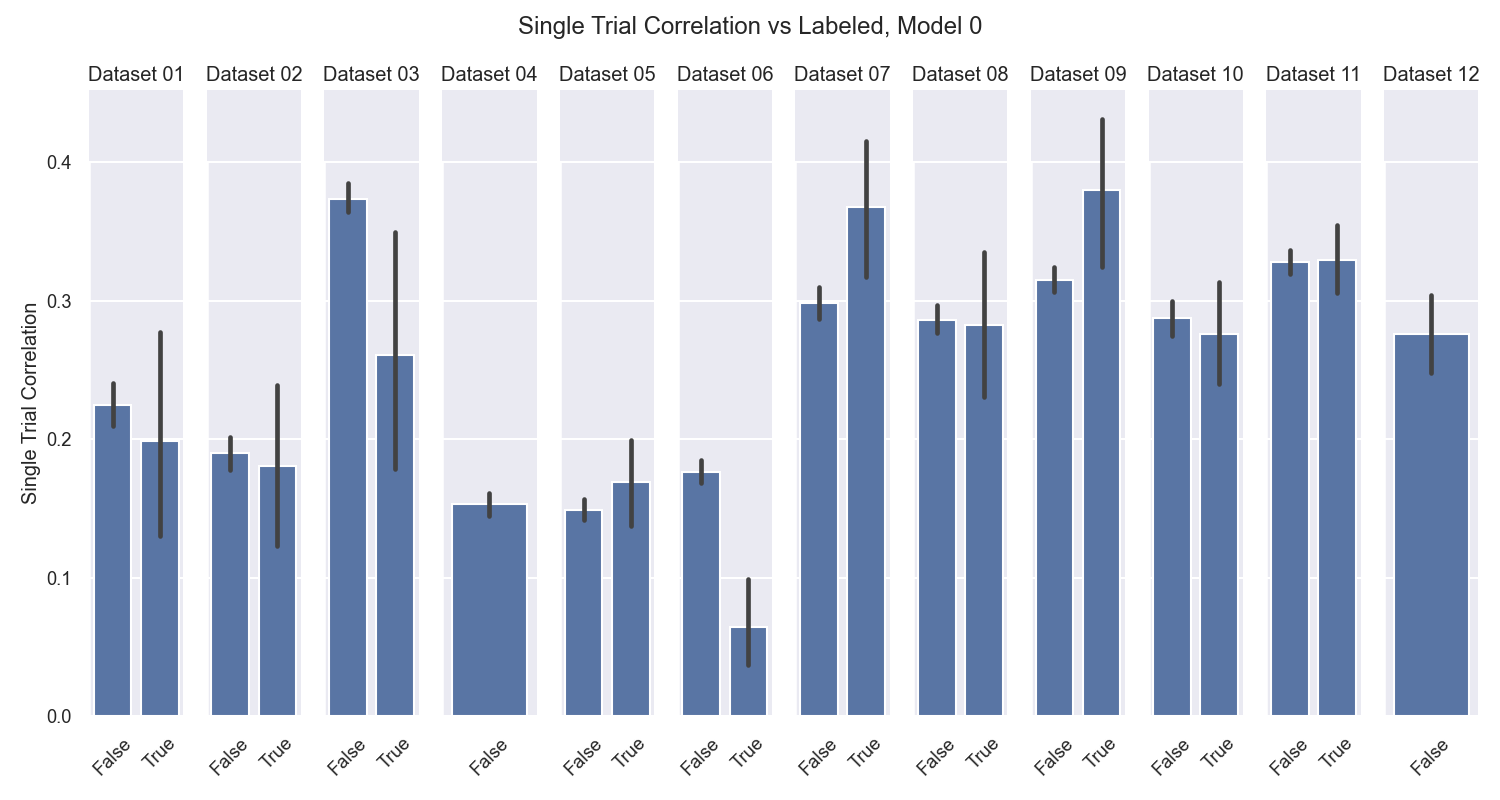 Single Trial Correlation vs Labeled, Model 0
Dataset 01 Dataset 02 Dataset 03 Dataset 04 Dataset 05 Dataset 06 Dataset 07 Dataset 08 Dataset 09 Dataset 10 Dataset 11 Dataset 12
Single Trial Correlation
0.4
0.3
0.2
0.1
0.0
False True False True False True False False True False True False True False True False True False True False True False